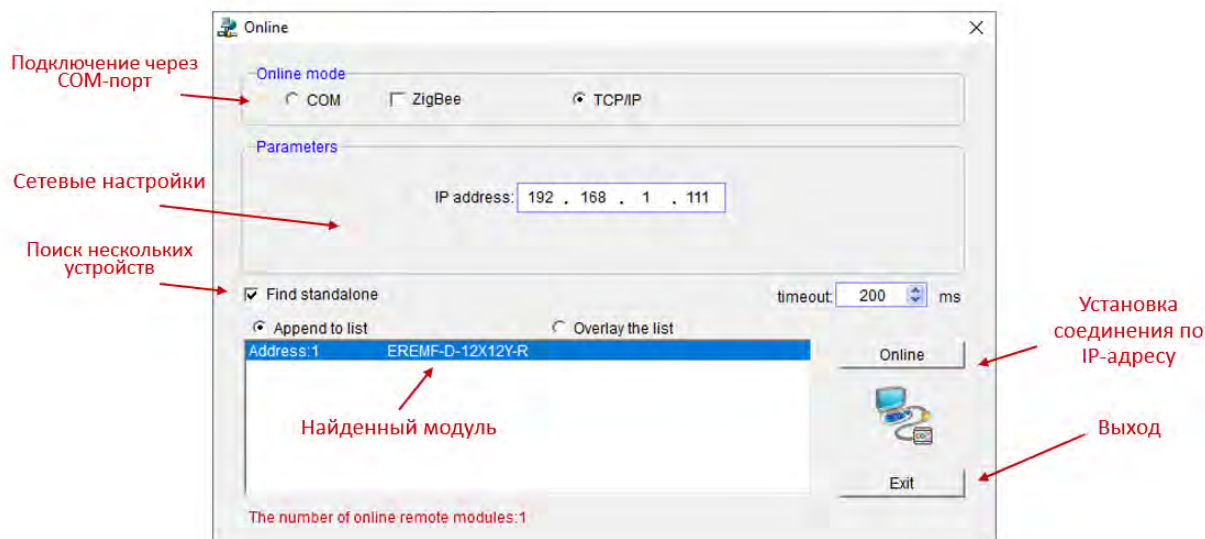 Online
Подключение через
COM-порт
Online mode
COM
ZigBee
TCP/IP
Parameters
Сетевые настройки
IP address: 192 . 168 . 1 . 111
Поиск нескольких
устройств
Find standalone
timeout: 200 ms
Append to list
Overlay the list
Установка
соединения по
IP-адресу
Address:1 EREMF-D-12X12Y-R
Online
Найденный модуль
Выход
Exit
The number of online remote modules:1